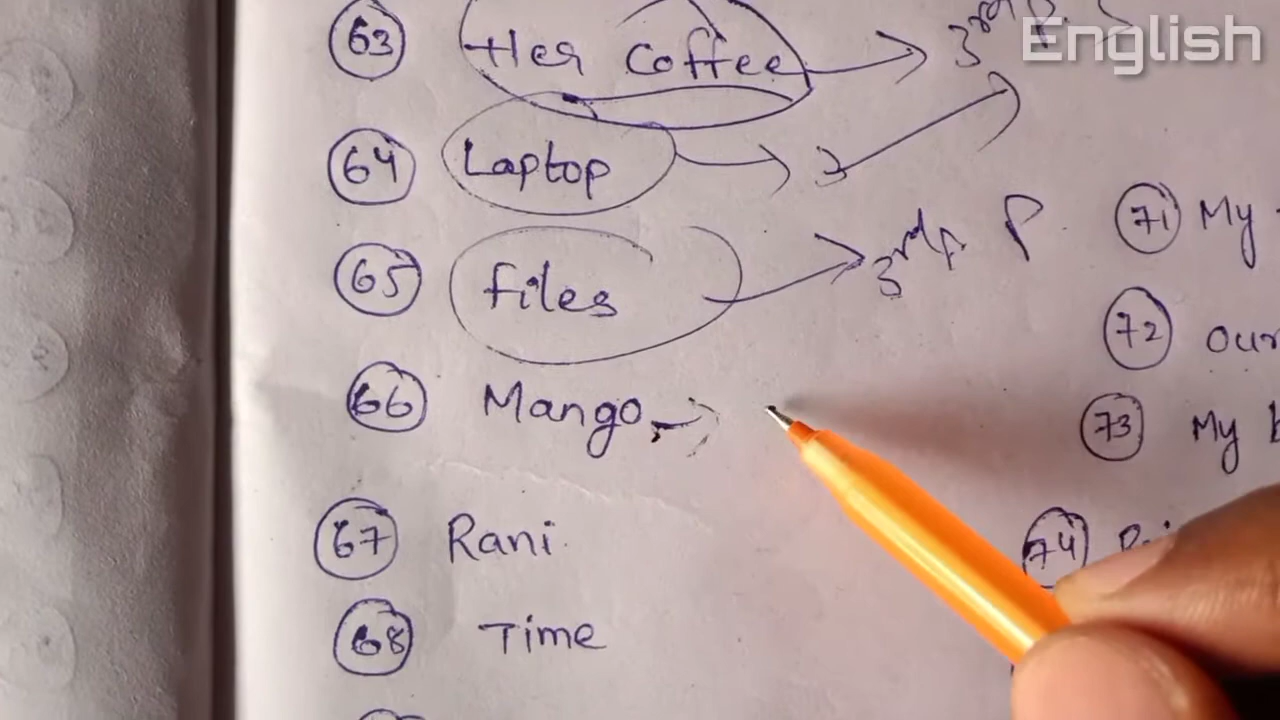 English
63 Her Coffee → 3rd P. S
64 Laptop →
65 files → 3rd P. P
66 Mango →
67 Rani
68 Time
71 My
72 our
73 My
74